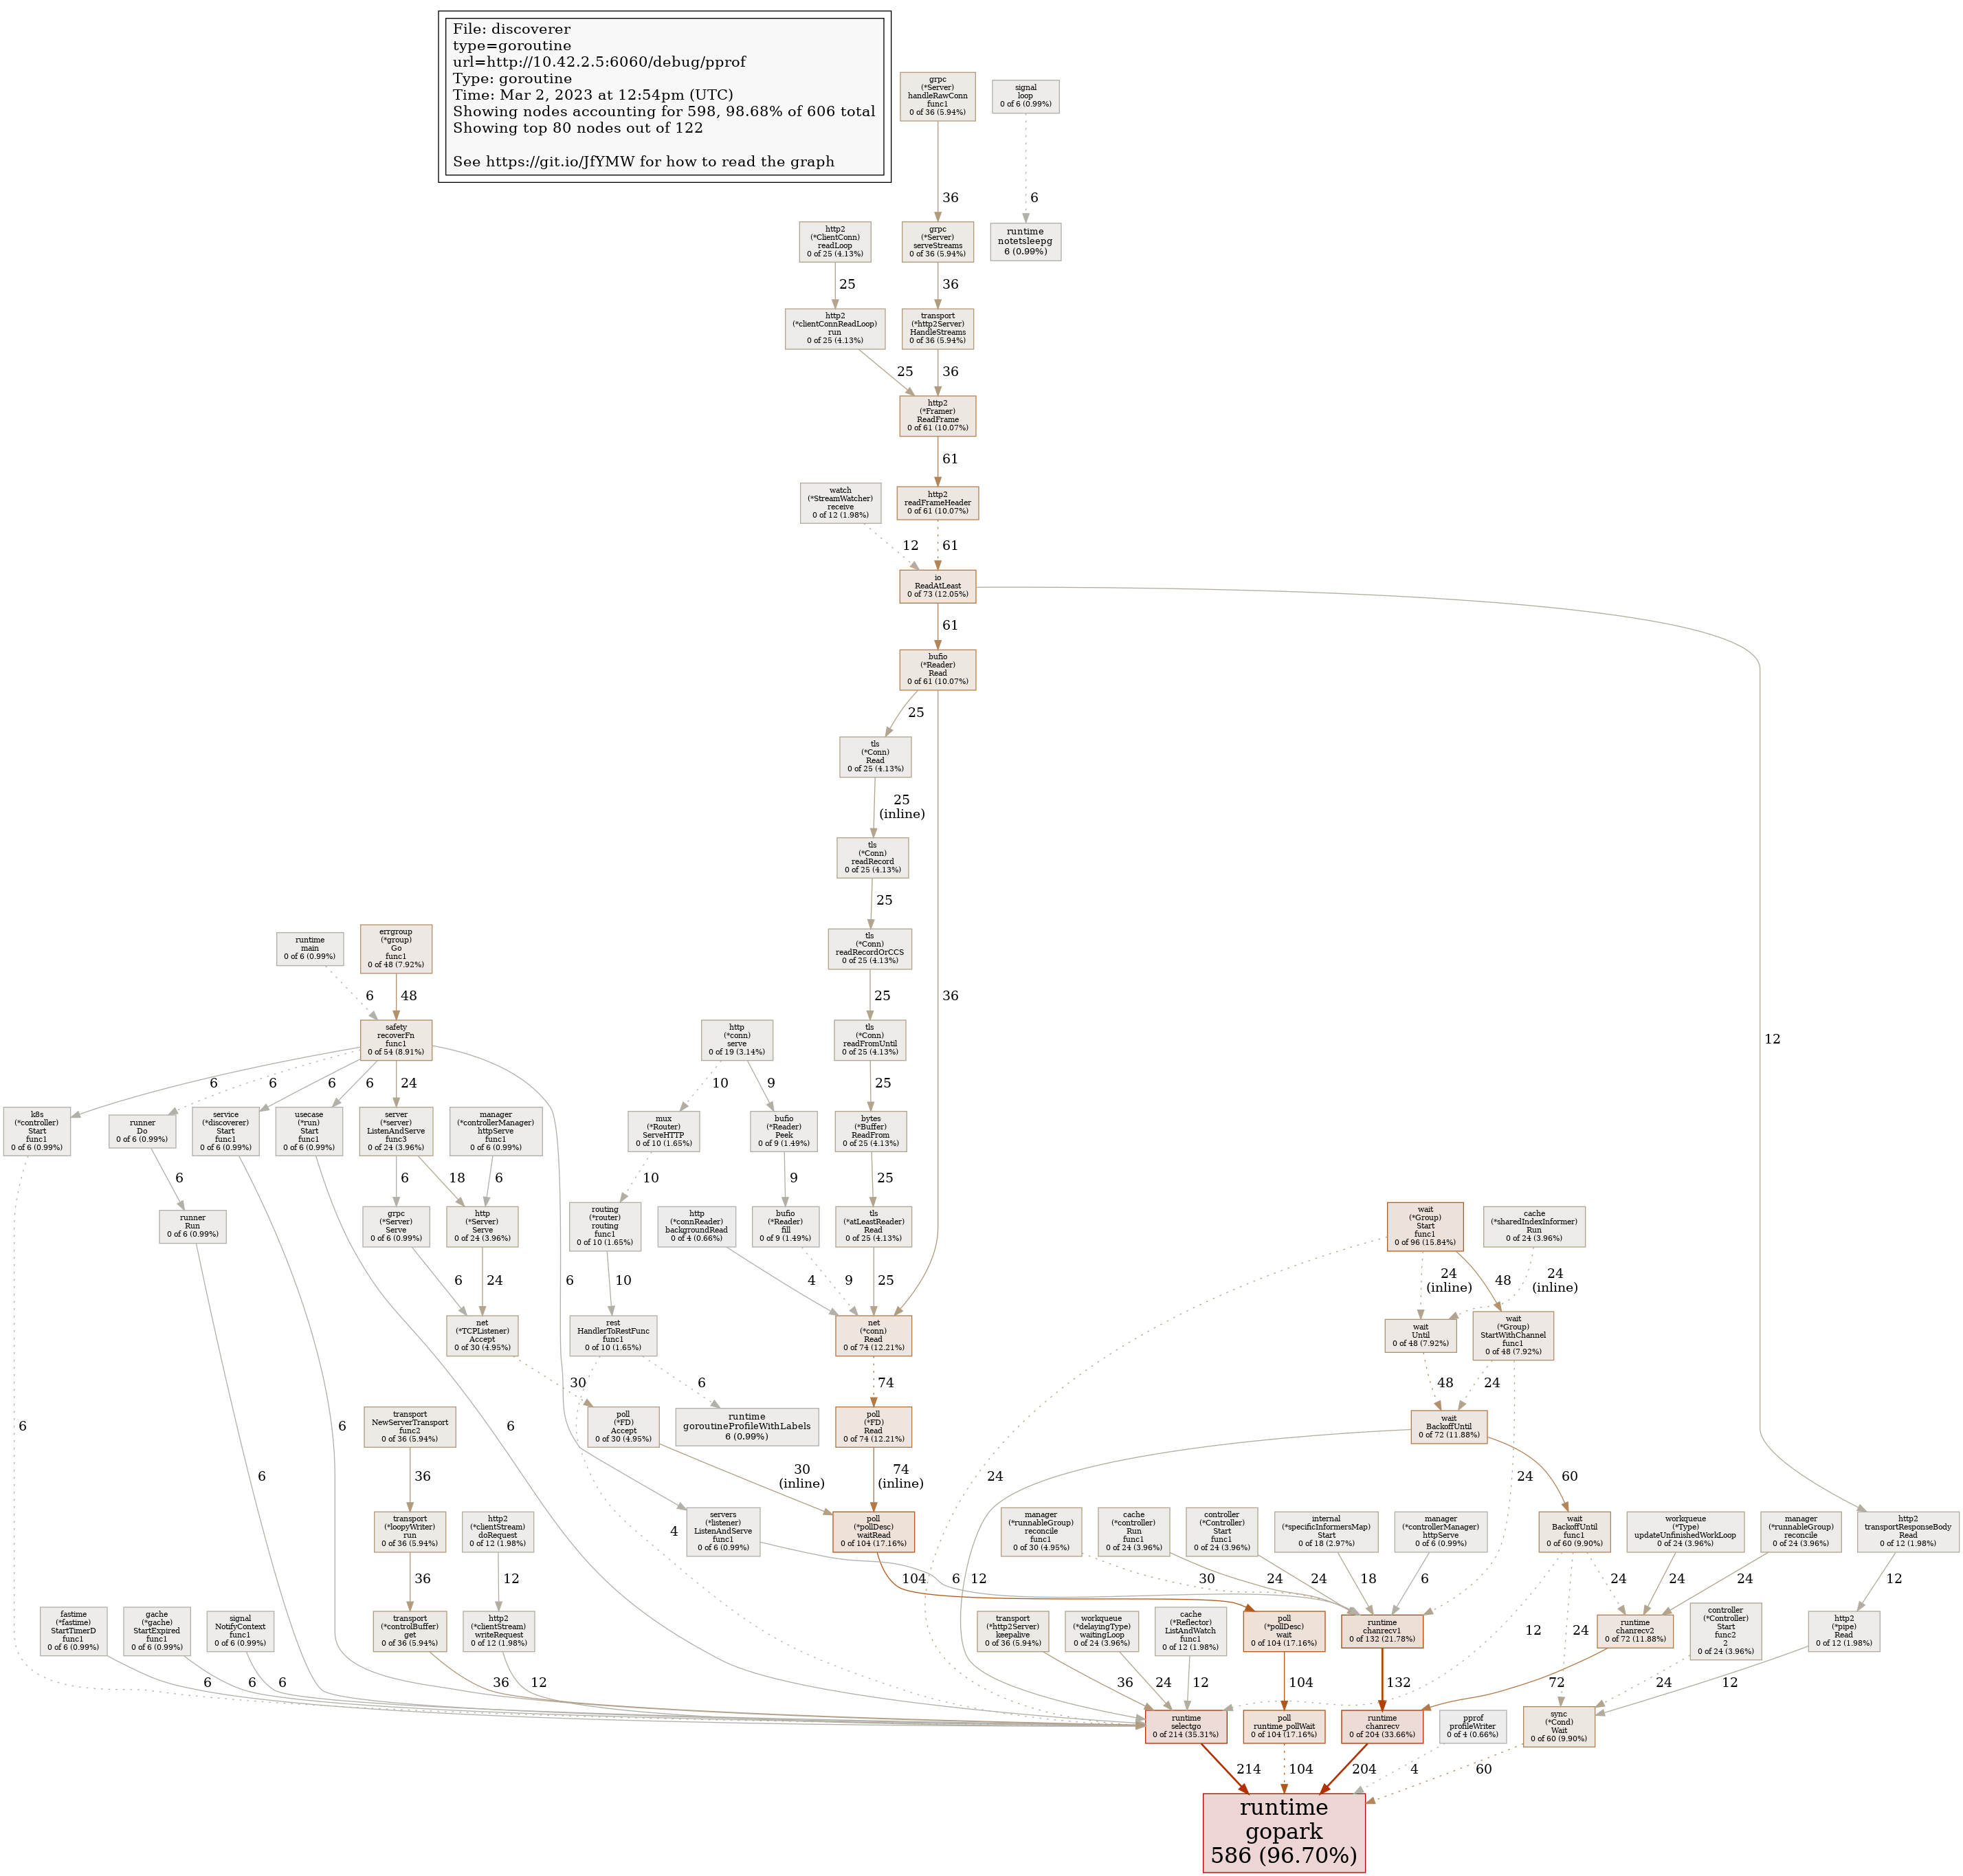 File: discoverer
type=goroutine
url=http://10.42.2.5:6060/debug/pprof
Type: goroutine
Time: Mar 2, 2023 at 12:54pm (UTC)
Showing nodes accounting for 598, 98.68% of 606 total
Showing top 80 nodes out of 122
See https://git.io/JfYMW for how to read the graph
grpc
(*Server)
handleRawConn
func1
0 of 36 (5.94%)
signal
loop
0 of 6 (0.99%)
36
6
http2
(*ClientConn)
readLoop
0 of 25 (4.13%)
grpc
(*Server)
serveStreams
0 of 36 (5.94%)
runtime
notetsleepg
6 (0.99%)
25
36
http2
(*clientConnReadLoop)
run
0 of 25 (4.13%)
transport
(*http2Server)
HandleStreams
0 of 36 (5.94%)
25
36
http2
(*Framer)
ReadFrame
0 of 61 (10.07%)
61
watch
(*StreamWatcher)
receive
0 of 12 (1.98%)
http2
readFrameHeader
0 of 61 (10.07%)
12
61
io
ReadAtLeast
0 of 73 (12.05%)
61
bufio
(*Reader)
Read
0 of 61 (10.07%)
25
tls
(*Conn)
Read
0 of 25 (4.13%)
25
(inline)
tls
(*Conn)
readRecord
0 of 25 (4.13%)
25
runtime
main
0 of 6 (0.99%)
errgroup
(*group)
Go
func1
0 of 48 (7.92%)
tls
(*Conn)
readRecordOrCCS
0 of 25 (4.13%)
6
48
25
36
12
safety
recoverFn
func1
0 of 54 (8.91%)
http
(*conn)
serve
0 of 19 (3.14%)
tls
(*Conn)
readFromUntil
0 of 25 (4.13%)
6
6
6
6
24
10
9
25
k8s
(*controller)
Start
func1
0 of 6 (0.99%)
runner
Do
0 of 6 (0.99%)
service
(*discoverer)
Start
func1
0 of 6 (0.99%)
usecase
(*run)
Start
func1
0 of 6 (0.99%)
server
(*server)
ListenAndServe
func3
0 of 24 (3.96%)
manager
(*controllerManager)
httpServe
func1
0 of 6 (0.99%)
mux
(*Router)
ServeHTTP
0 of 10 (1.65%)
bufio
(*Reader)
Peek
0 of 9 (1.49%)
bytes
(*Buffer)
ReadFrom
0 of 25 (4.13%)
6
6
18
6
10
9
25
runner
Run
0 of 6 (0.99%)
grpc
(*Server)
Serve
0 of 6 (0.99%)
http
(*Server)
Serve
0 of 24 (3.96%)
routing
(*router)
routing
func1
0 of 10 (1.65%)
http
(*connReader)
backgroundRead
0 of 4 (0.66%)
bufio
(*Reader)
fill
0 of 9 (1.49%)
tls
(*atLeastReader)
Read
0 of 25 (4.13%)
wait
(*Group)
Start
func1
0 of 96 (15.84%)
cache
(*sharedIndexInformer)
Run
0 of 24 (3.96%)
6
24
6
10
4
9
25
24
(inline)
48
24
(inline)
net
(*TCPListener)
Accept
0 of 30 (4.95%)
rest
HandlerToRestFunc
func1
0 of 10 (1.65%)
net
(*conn)
Read
0 of 74 (12.21%)
wait
Until
0 of 48 (7.92%)
wait
(*Group)
StartWithChannel
func1
0 of 48 (7.92%)
30
6
74
48
24
transport
NewServerTransport
func2
0 of 36 (5.94%)
poll
(*FD)
Accept
0 of 30 (4.95%)
runtime
goroutineProfileWithLabels
6 (0.99%)
poll
(*FD)
Read
0 of 74 (12.21%)
wait
BackoffUntil
0 of 72 (11.88%)
6
6
6
36
6
30
(inline)
74
(inline)
24
24
60
transport
(*loopyWriter)
run
0 of 36 (5.94%)
http2
(*clientStream)
doRequest
0 of 12 (1.98%)
servers
(*listener)
ListenAndServe
func1
0 of 6 (0.99%)
4
poll
(*pollDesc)
waitRead
0 of 104 (17.16%)
manager
(*runnableGroup)
reconcile
func1
0 of 30 (4.95%)
cache
(*controller)
Run
func1
0 of 24 (3.96%)
controller
(*Controller)
Start
func1
0 of 24 (3.96%)
internal
(*specificInformersMap)
Start
0 of 18 (2.97%)
manager
(*controllerManager)
httpServe
0 of 6 (0.99%)
wait
BackoffUntil
func1
0 of 60 (9.90%)
workqueue
(*Type)
updateUnfinishedWorkLoop
0 of 24 (3.96%)
manager
(*runnableGroup)
reconcile
0 of 24 (3.96%)
http2
transportResponseBody
Read
0 of 12 (1.98%)
36
12
104
6
12
30
24
24
18
6
24
24
24
12
fastime
(*fastime)
StartTimerD
func1
0 of 6 (0.99%)
gache
(*gache)
StartExpired
func1
0 of 6 (0.99%)
signal
NotifyContext
func1
0 of 6 (0.99%)
transport
(*controlBuffer)
get
0 of 36 (5.94%)
http2
(*clientStream)
writeRequest
0 of 12 (1.98%)
transport
(*http2Server)
keepalive
0 of 36 (5.94%)
workqueue
(*delayingType)
waitingLoop
0 of 24 (3.96%)
cache
(*Reflector)
ListAndWatch
func1
0 of 12 (1.98%)
poll
(*pollDesc)
wait
0 of 104 (17.16%)
runtime
chanrecv1
0 of 132 (21.78%)
12
24
runtime
chanrecv2
0 of 72 (11.88%)
controller
(*Controller)
Start
func2
2
0 of 24 (3.96%)
http2
(*pipe)
Read
0 of 12 (1.98%)
6
6
6
36
12
36
24
12
104
132
72
24
12
runtime
selectgo
0 of 214 (35.31%)
poll
runtime_pollWait
0 of 104 (17.16%)
runtime
chanrecv
0 of 204 (33.66%)
pprof
profileWriter
0 of 4 (0.66%)
sync
(*Cond)
Wait
0 of 60 (9.90%)
214
104
204
4
60
runtime
gopark
586 (96.70%)